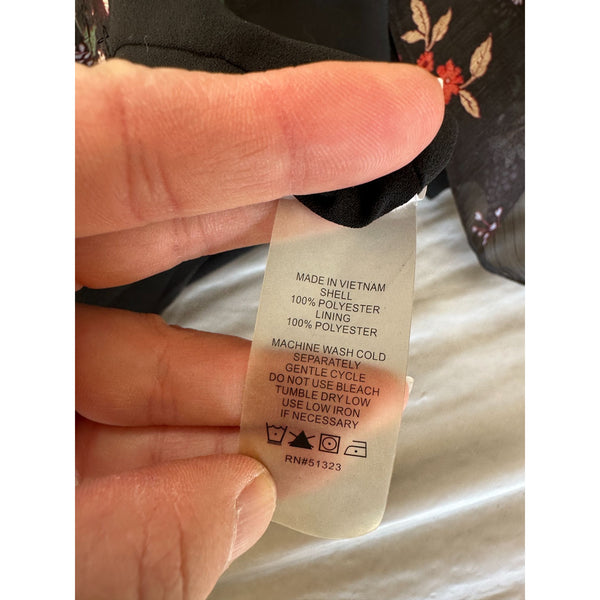 MADE IN VIETNAM
SHELL
100% POLYESTER
LINING
100% POLYESTER
MACHINE WASH COLD
SEPARATELY
GENTLE CYCLE
DO NOT USE BLEACH
TUMBLE DRY LOW
USE LOW IRON
IF NECESSARY
RN#51323